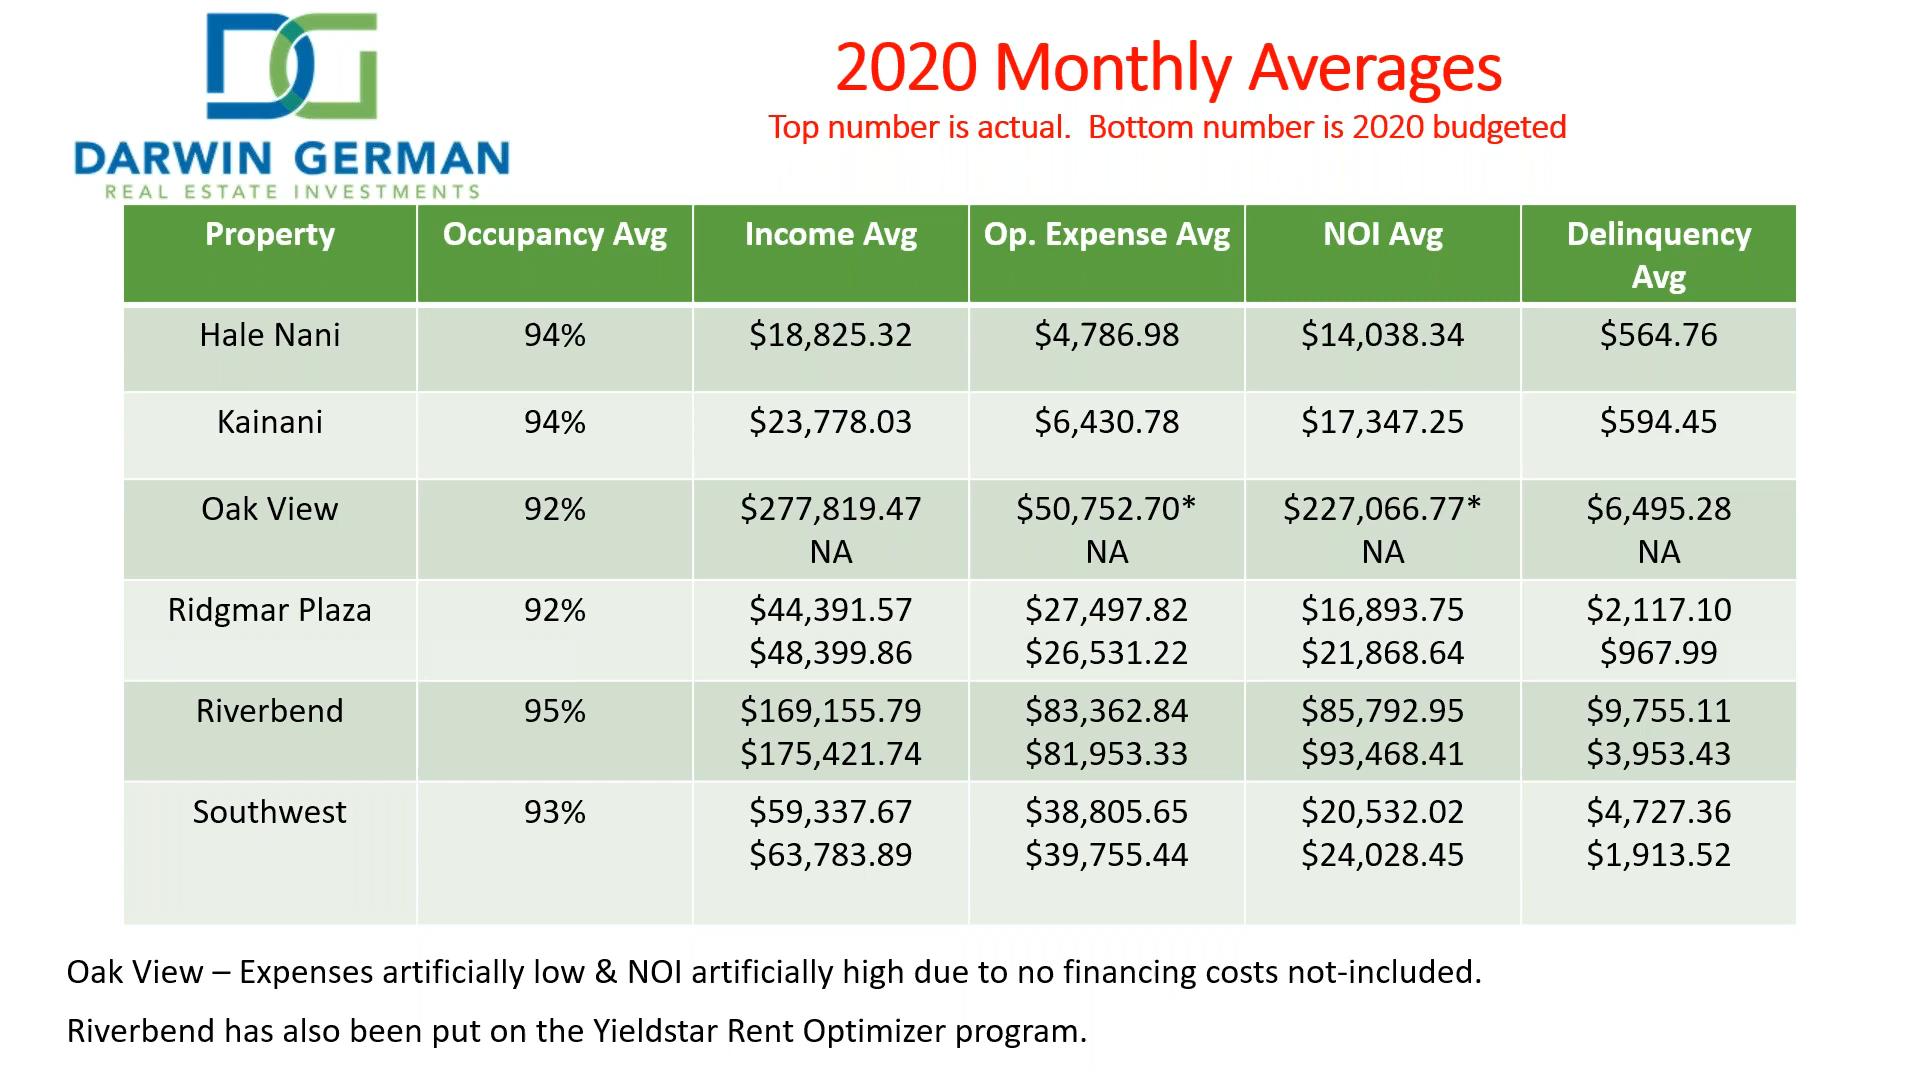 DG
DARWIN GERMAN
REAL ESTATE INVESTMENTS
2020 Monthly Averages
Top number is actual.  Bottom number is 2020 budgeted
Property Occupancy Avg Income Avg Op. Expense Avg NOI Avg Delinquency
Avg
Hale Nani 94% $18,825.32 $4,786.98 $14,038.34 $564.76
Kainani 94% $23,778.03 $6,430.78 $17,347.25 $594.45
Oak View 92% $277,819.47 $50,752.70* $227,066.77* $6,495.28
NA NA NA NA
Ridgmar Plaza 92% $44,391.57 $27,497.82 $16,893.75 $2,117.10
$48,399.86 $26,531.22 $21,868.64 $967.99
Riverbend 95% $169,155.79 $83,362.84 $85,792.95 $9,755.11
$175,421.74 $81,953.33 $93,468.41 $3,953.43
Southwest 93% $59,337.67 $38,805.65 $20,532.02 $4,727.36
$63,783.89 $39,755.44 $24,028.45 $1,913.52
Oak View – Expenses artificially low & NOI artificially high due to no financing costs not-included.
Riverbend has also been put on the Yieldstar Rent Optimizer program.